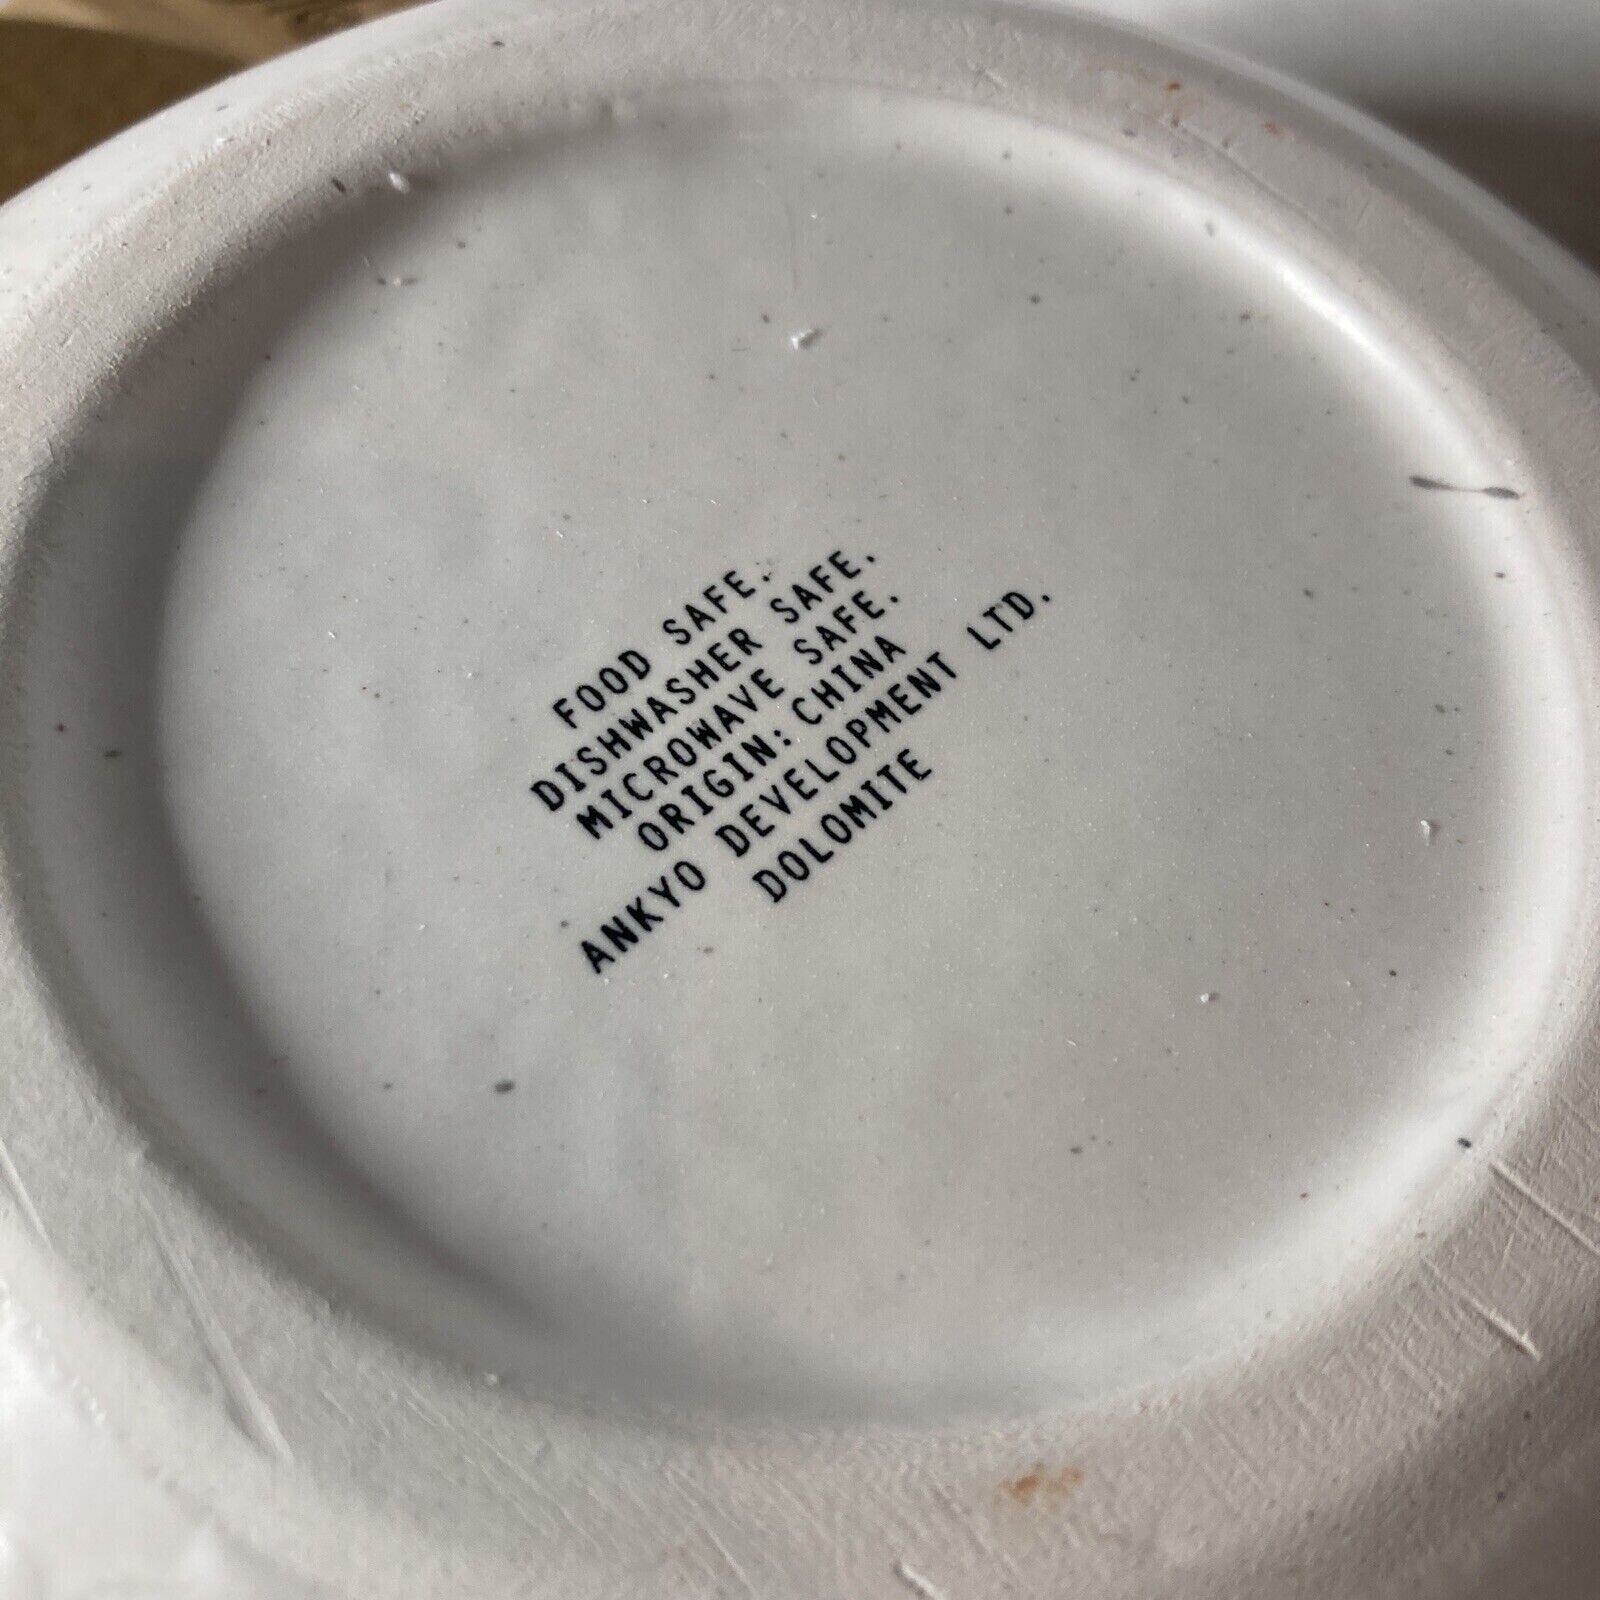 FOOD SAFE.
DISHWASHER SAFE.
MICROWAVE SAFE.
ORIGIN: CHINA
ANKYO DEVELOPMENT LTD.
DOLOMITE